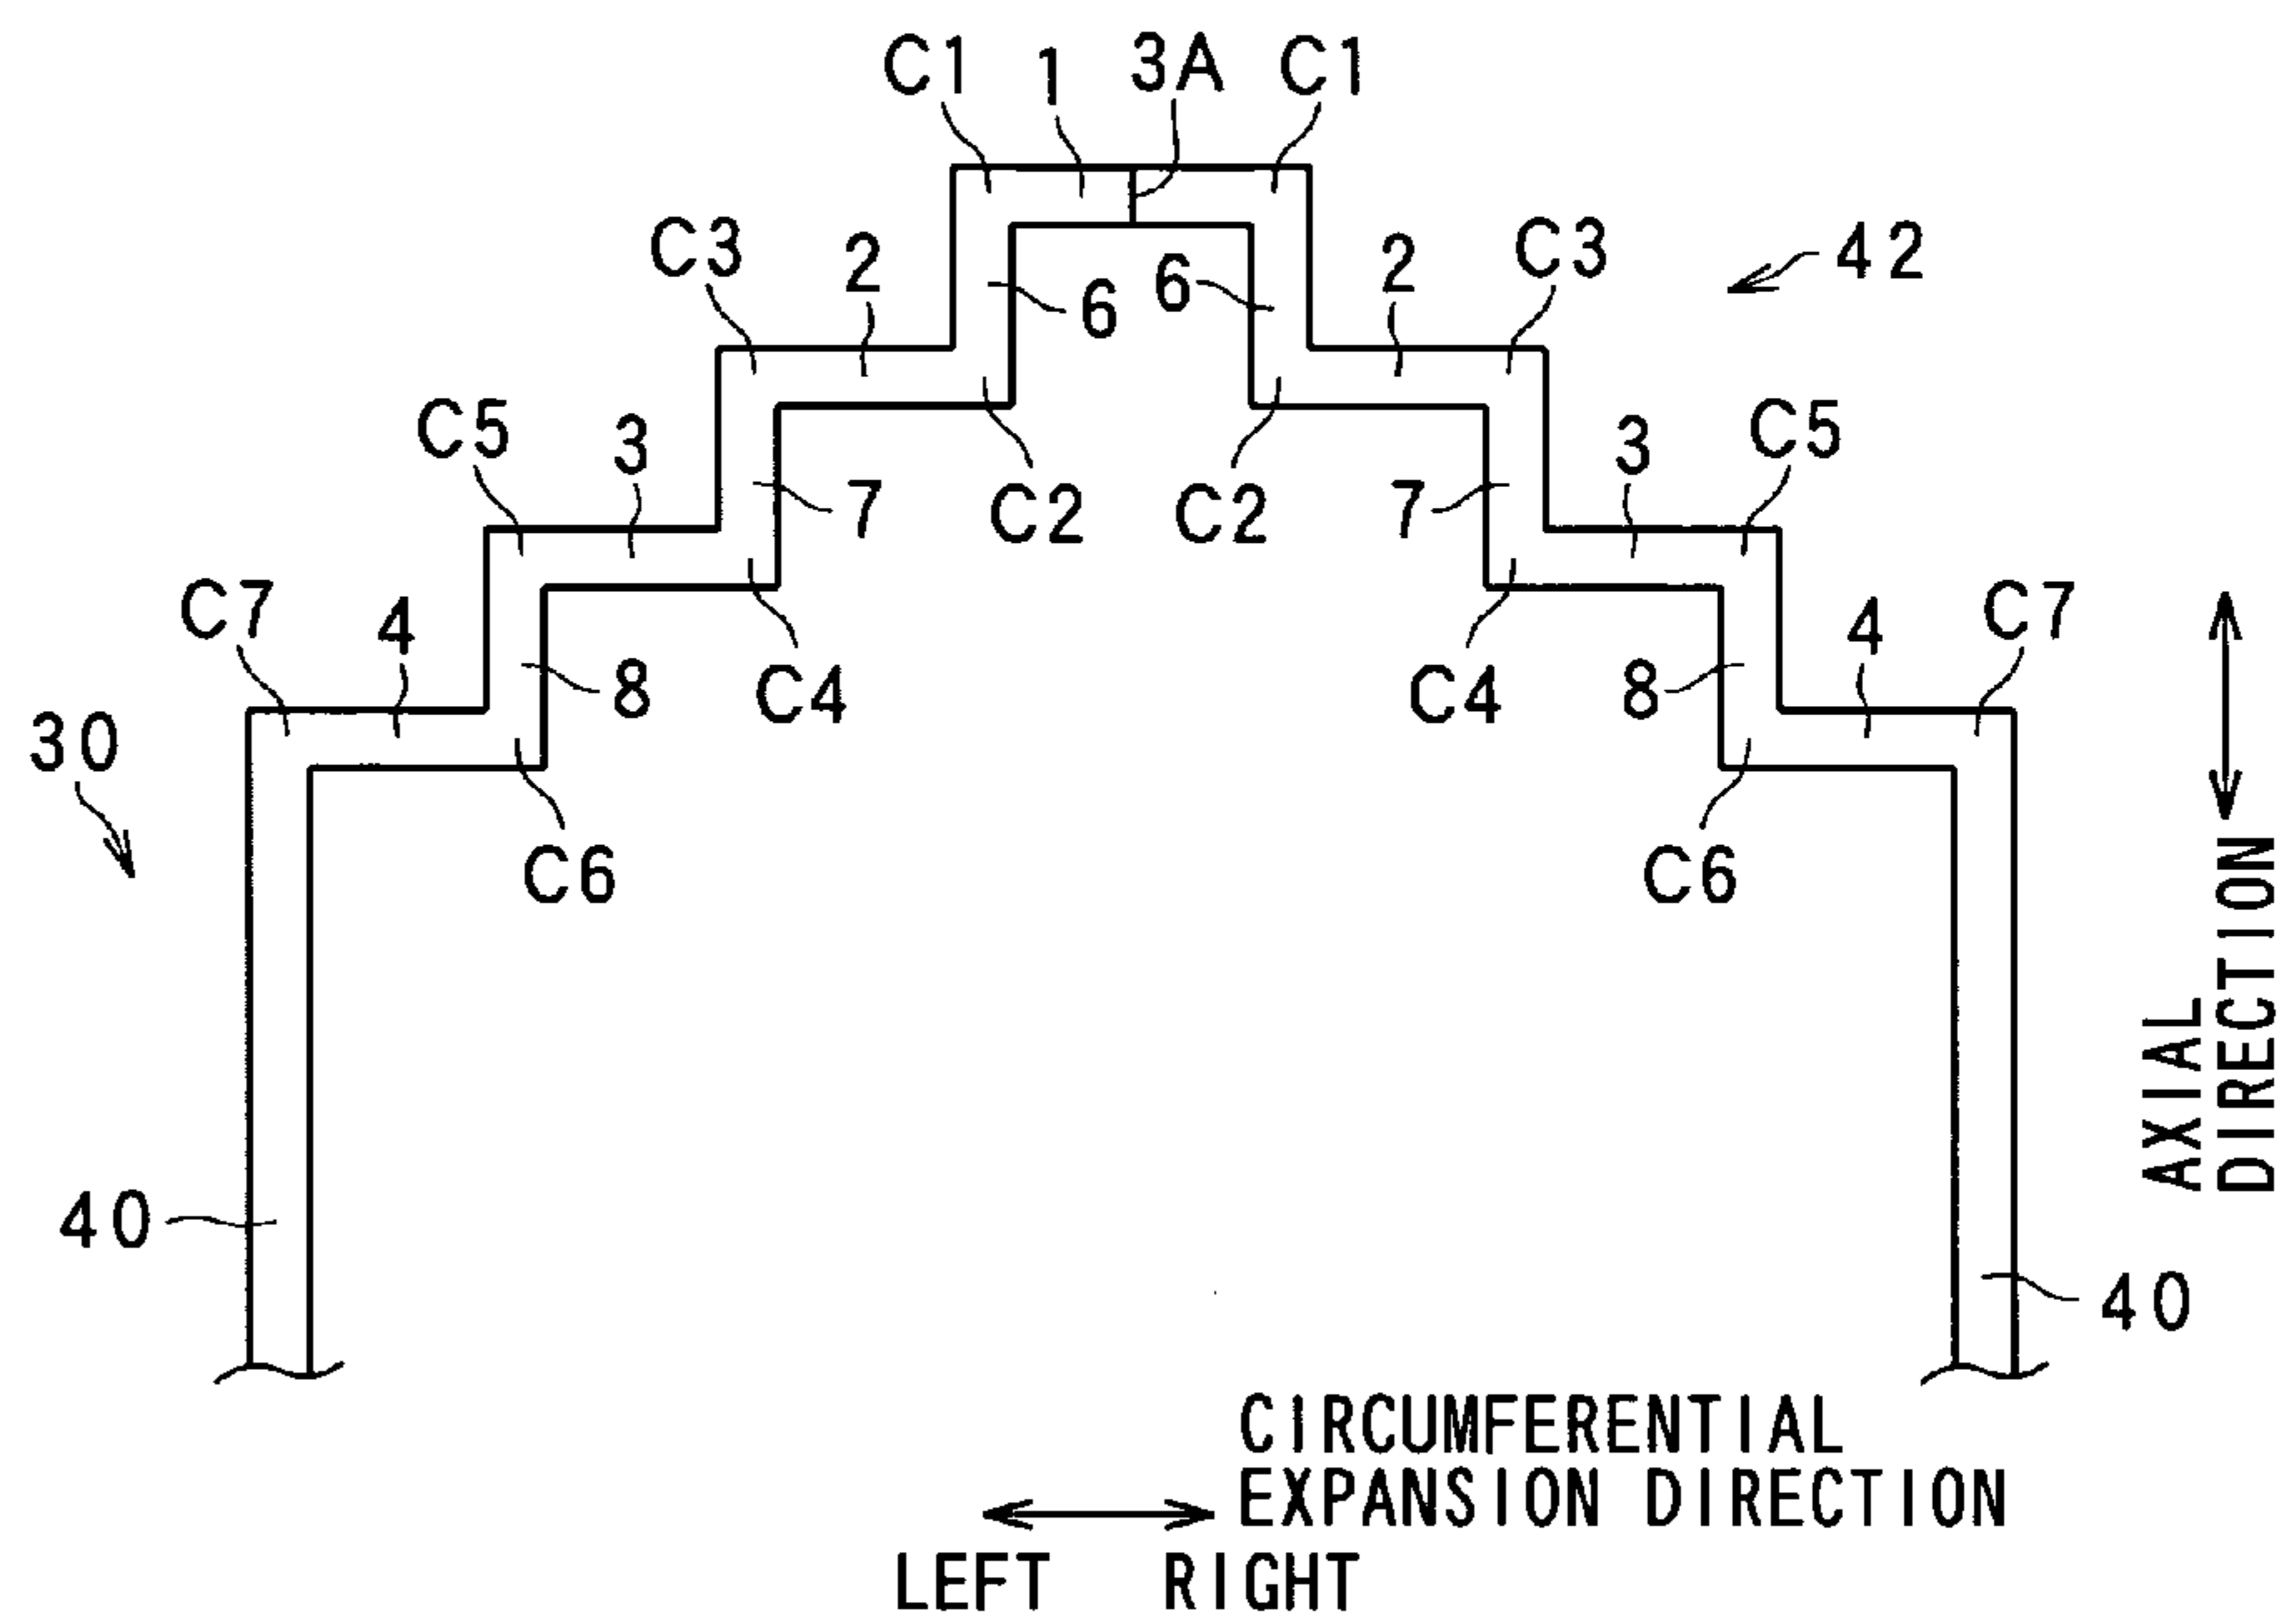 C1 1 3A C1
C3 2 6 6 2 C3 42
C5 3 7 C2 C2 7 3 C5
C7 4 8 C4 C4 8 4 C7
30 C6 C6
40 40
AXIAL
DIRECTION
CIRCUMFERENTIAL
EXPANSION DIRECTION
LEFT RIGHT